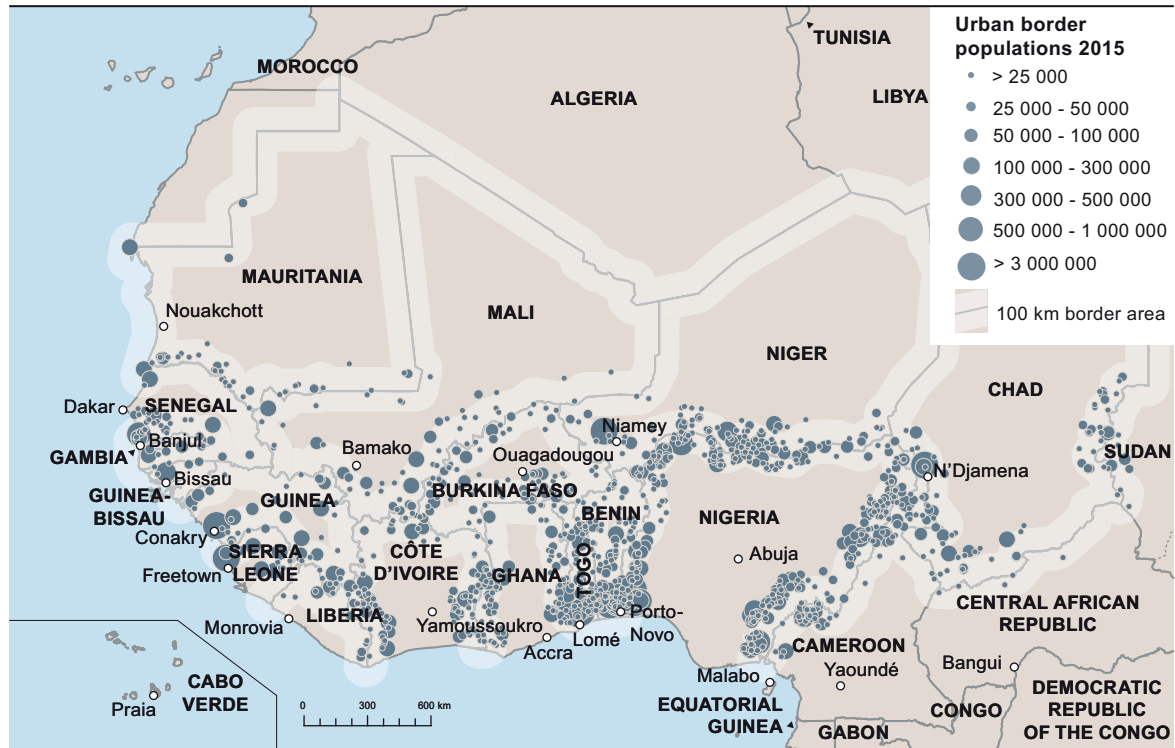 Urban border
populations 2015
> 25 000
25 000 - 50 000
50 000 - 100 000
100 000 - 300 000
300 000 - 500 000
500 000 - 1 000 000
> 3 000 000
100 km border area
TUNISIA
MOROCCO
ALGERIA
LIBYA
MAURITANIA
Nouakchott
MALI
NIGER
CHAD
Dakar
SENEGAL
Banjul
GAMBIA
Bamako
Niamey
Ouagadougou
SUDAN
N'Djamena
Bissau
GUINEA-
BISSAU
GUINEA
BURKINA FASO
BENIN
NIGERIA
Conakry
SIERRA
LEONE
Freetown
CÔTE
D'IVOIRE
GHANA
TOGO
Abuja
LIBERIA
Monrovia
Yamoussoukro
Accra
Lomé
Porto-
Novo
CENTRAL AFRICAN
REPUBLIC
CAMEROON
Yaoundé
Bangui
Malabo
EQUATORIAL
GUINEA
CONGO
GABON
DEMOCRATIC
REPUBLIC
OF THE CONGO
CABO
VERDE
Praia
0 300 600 km